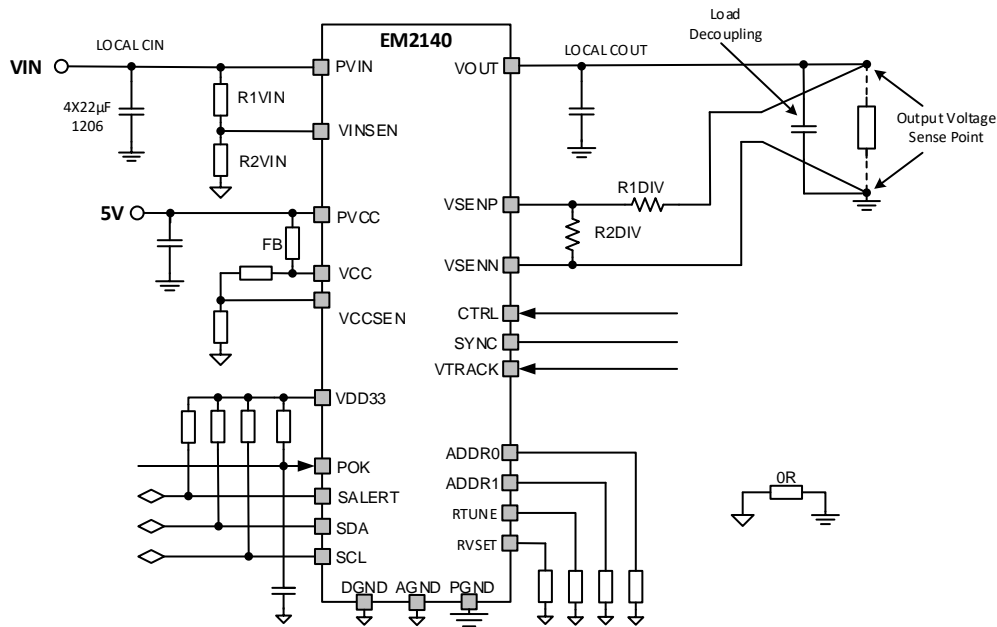 EM2140
LOCAL CIN
VIN
4X22µF
1206
R1VIN
R2VIN
PVIN
VINSEN
5V
PVCC
FB
VCC
VCCSEN
VDD33
POK
SALERT
SDA
SCL
DGND
AGND
PGND
VOUT
LOCAL COUT
Load
Decoupling
Output Voltage
Sense Point
VSENP
R1DIV
R2DIV
VSENN
CTRL
SYNC
VTRACK
ADDR0
ADDR1
RTUNE
RVSET
0R